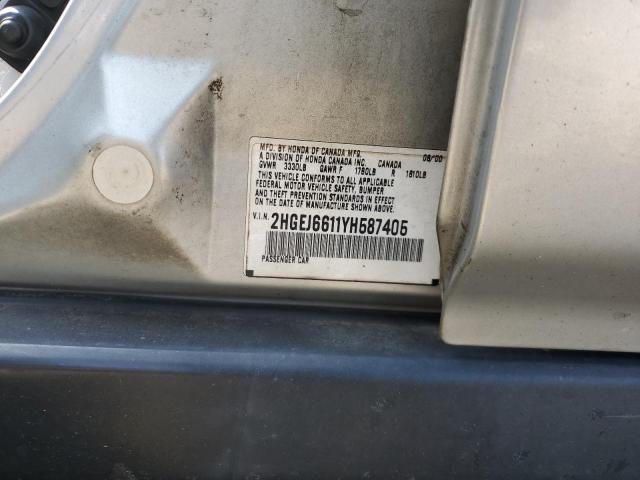 MFD. BY HONDA OF CANADA MFG.
A DIVISION OF HONDA CANADA INC. CANADA 08/00
GVWR 3330LB GAWR F 1780LB R 1610LB
THIS VEHICLE CONFORMS TO ALL APPLICABLE
FEDERAL MOTOR VEHICLE SAFETY, BUMPER
AND THEFT PREVENTION STANDARDS IN EFFECT
ON THE DATE OF MANUFACTURE SHOWN ABOVE.
V.I.N. 2HGEJ6611YH587405
PASSENGER CAR